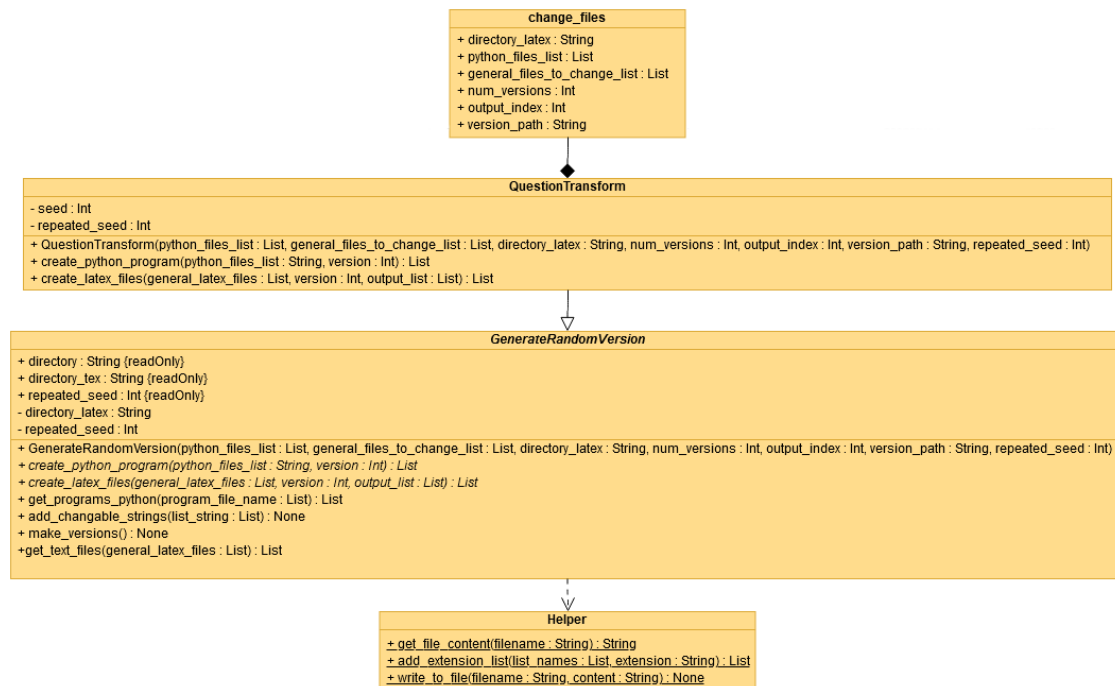 change_files
+ directory_latex : String
+ python_files_list : List
+ general_files_to_change_list : List
+ num_versions : Int
+ output_index : Int
+ version_path : String
QuestionTransform
- seed : Int
- repeated_seed : Int
+ QuestionTransform(python_files_list : List, general_files_to_change_list : List, directory_latex : String, num_versions : Int, output_index : Int, version_path : String, repeated_seed : Int)
+ create_python_program(python_files_list : String, version : Int) : List
+ create_latex_files(general_latex_files : List, version : Int, output_list : List) : List
GenerateRandomVersion
+ directory : String {readOnly}
+ directory_tex : String {readOnly}
+ repeated_seed : Int {readOnly}
- directory_latex : String
- repeated_seed : Int
+ GenerateRandomVersion(python_files_list : List, general_files_to_change_list : List, directory_latex : String, num_versions : Int, output_index : Int, version_path : String, repeated_seed : Int)
+ create_python_program(python_files_list : String, version : Int) : List
+ create_latex_files(general_latex_files : List, version : Int, output_list : List) : List
+ get_programs_python(program_file_name : List) : List
+ add_changable_strings(list_string : List) : None
+ make_versions() : None
+get_text_files(general_latex_files : List) : List
Helper
+ get_file_content(filename : String) : String
+ add_extension_list(list_names : List, extension : String) : List
+ write_to_file(filename : String, content : String) : None